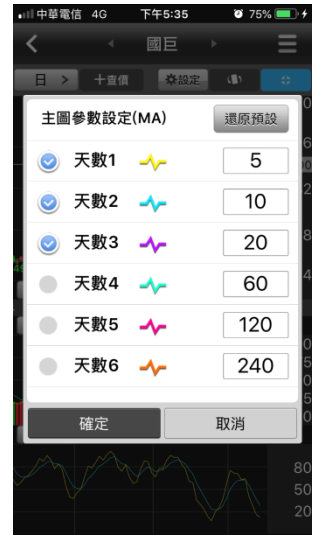 中華電信 4G 下午5:35 75%
國巨
日 > 十查價 設定
主圖參數設定(MA) 還原預設
天數1 5
天數2 10
天數3 20
天數4 60
天數5 120
天數6 240
確定 取消
80
50
20